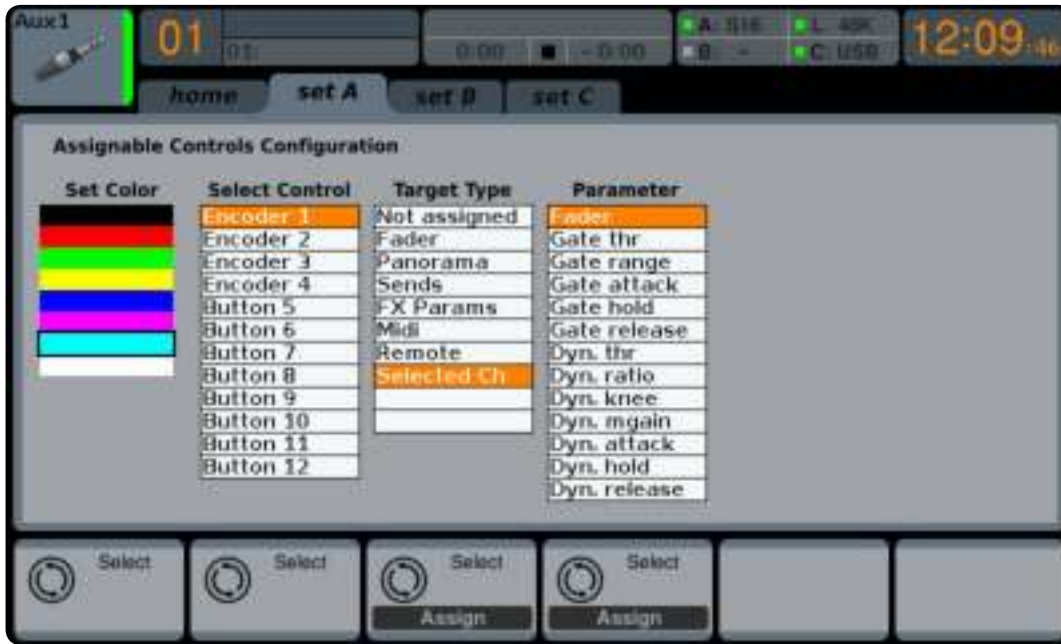 Aux1
01
01:
0:00
- 0:00
A: S16
B: -
L: 48K
C: USB
12:09:46
home
set A
set B
set C
Assignable Controls Configuration
Set Color
Select Control
Target Type
Parameter
Encoder 1
Encoder 2
Encoder 3
Encoder 4
Button 5
Button 6
Button 7
Button 8
Button 9
Button 10
Button 11
Button 12
Not assigned
Fader
Panorama
Sends
FX Params
Midi
Remote
Selected Ch
Fader
Gate thr
Gate range
Gate attack
Gate hold
Gate release
Dyn. thr
Dyn. ratio
Dyn. knee
Dyn. mgain
Dyn. attack
Dyn. hold
Dyn. release
Select
Select
Select
Assign
Select
Assign